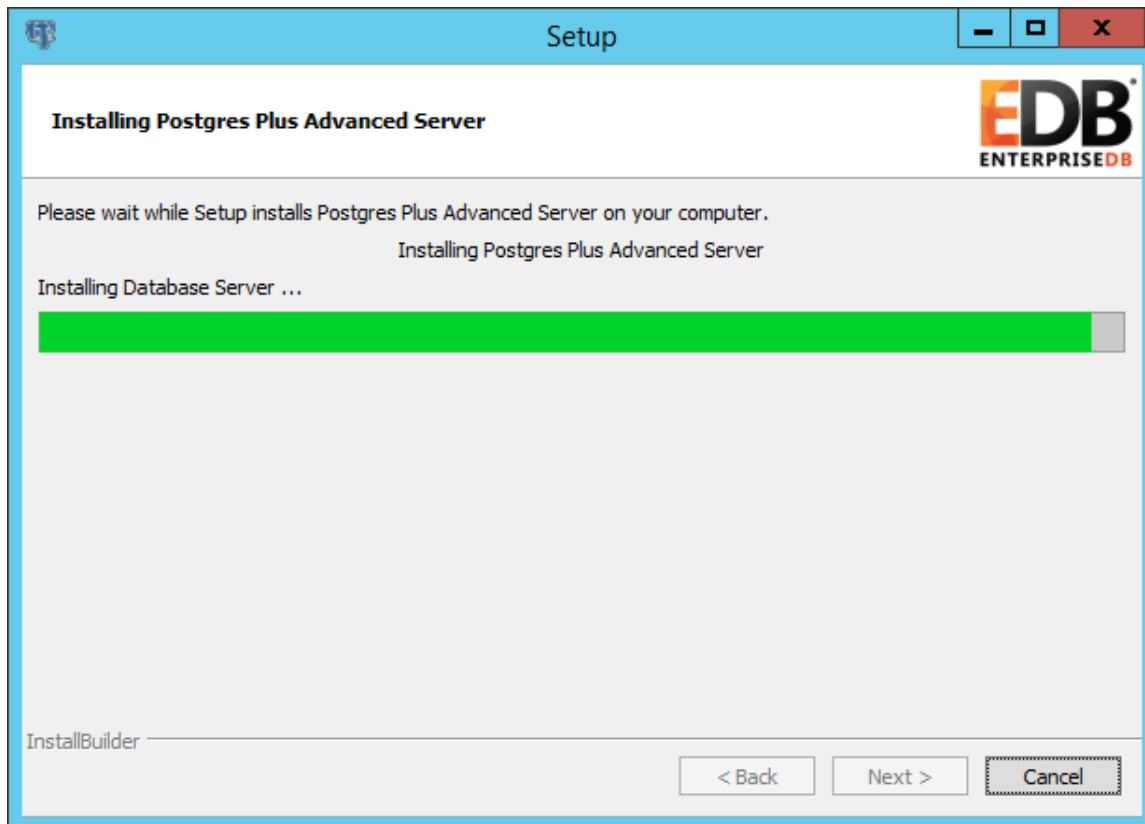 Setup
Installing Postgres Plus Advanced Server
EDB
ENTERPRISEDB
Please wait while Setup installs Postgres Plus Advanced Server on your computer.
Installing Postgres Plus Advanced Server
Installing Database Server ...
InstallBuilder
< Back
Next >
Cancel